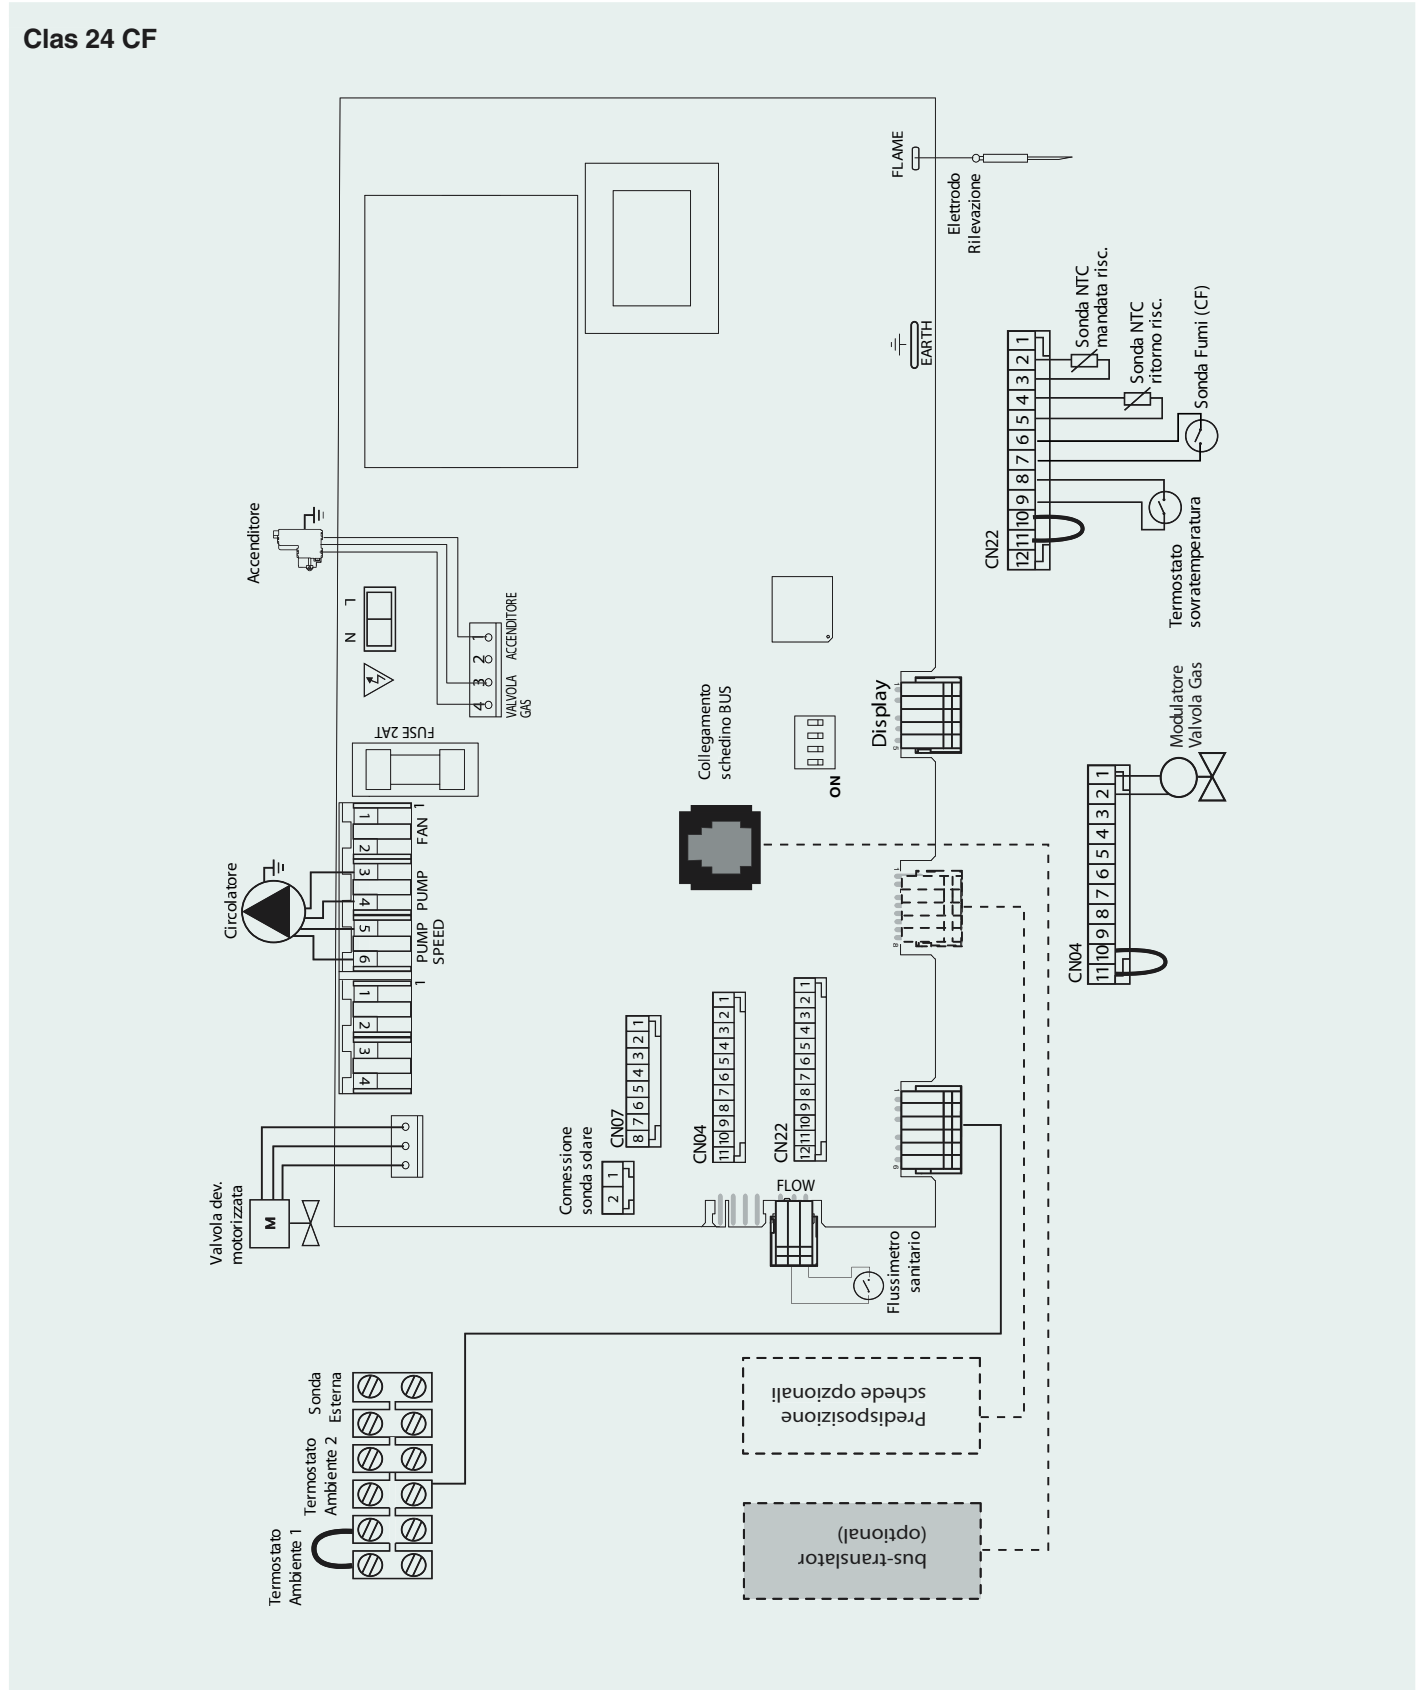 Clas 24 CF
FLAME
Elettrodo
Rilevazione
EARTH
Sonda NTC
mandata risc.
Sonda NTC
ritorno risc.
Sonda Fumi (CF)
1 2 3 4 5 6 7 8 9 10 11 12
CN22
Termostato
sovratemperatura
Accenditore
L
N
1 2 3 4
ACCENDITORE
VALVOLA
GAS
FUSE 2AT
Collegamento
schedino BUS
ON
Display
1
5
Modulatore
Valvola Gas
1 2 3 4 5 6 7 8 9 10 11
CN04
Circolatore
1 2 3 4 5 6
1
FAN
PUMP
PUMP
SPEED
1 2 3 4
1
1
8
Valvola dev.
motorizzata
M
Connessione
sonda solare
1 2
CN07
1 2 3 4 5 6 7 8
CN04
1 2 3 4 5 6 7 8 9 10 11
CN22
1 2 3 4 5 6 7 8 9 10 11 12
1
6
FLOW
Flussimetro
sanitario
Sonda
Esterna
Termostato
Ambiente 2
Termostato
Ambiente 1
Predisposizione
schede opzionali
bus-translator
(optional)